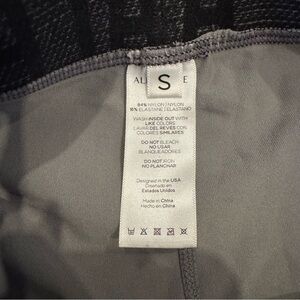 AL S E
84% NYLON | NYLON
16% ELASTANE | ELASTANO
WASH INSIDE OUT WITH
LIKE COLORS
LAVAR DEL REVÉS CON
COLORES SIMILARES
DO NOT BLEACH
NO USAR
BLANQUEADORES
DO NOT IRON
NO PLANCHAR
Designed in the USA
Diseñado en
Estados Unidos
Made in China
Hecho en China